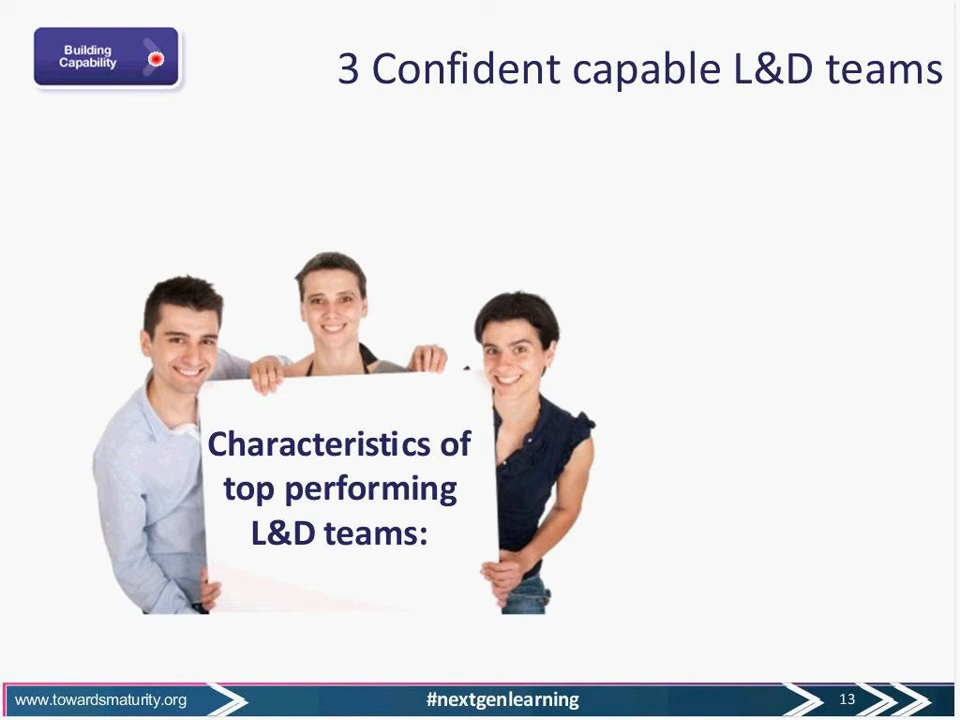 Building
Capability
3 Confident capable L&D teams
Characteristics of
top performing
L&D teams:
www.towardsmaturity.org
#nextgenlearning
13